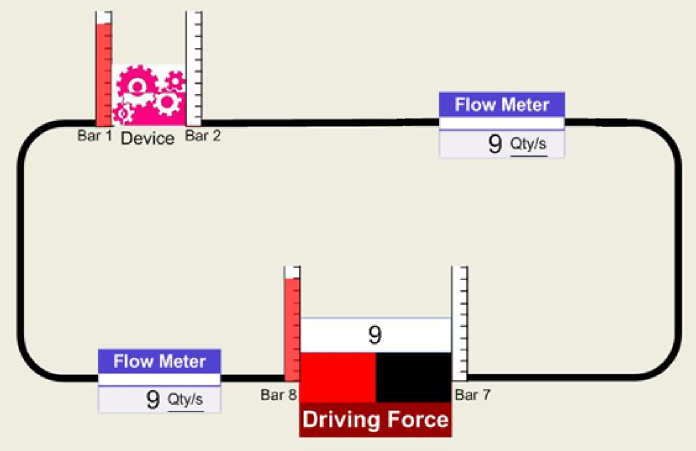 Bar 1
Device
Bar 2
Flow Meter
9 Qty/s
9
Flow Meter
9 Qty/s
Bar 8
Bar 7
Driving Force